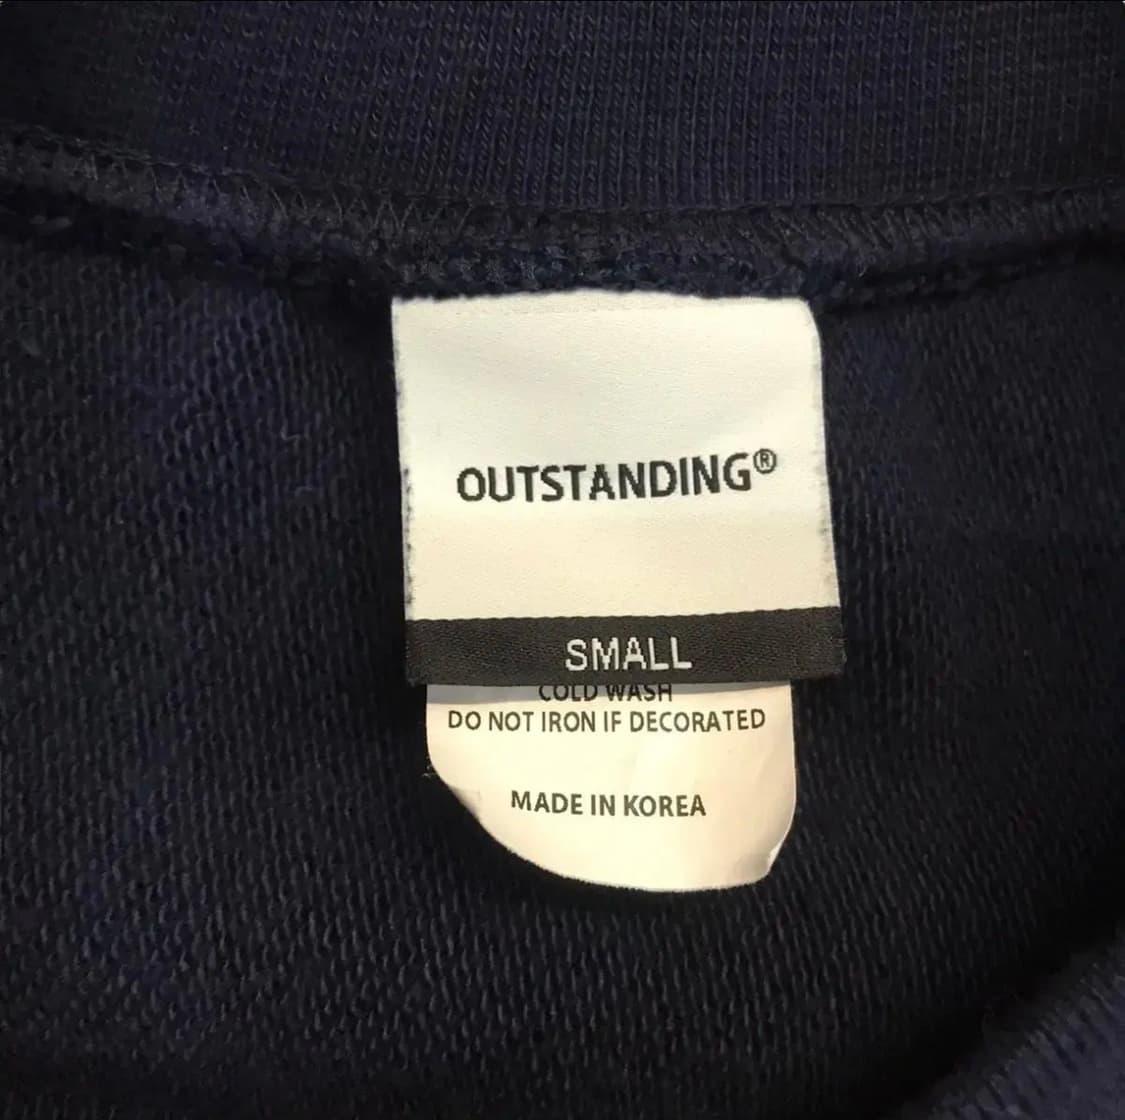 OUTSTANDING®
SMALL
COLD WASH
DO NOT IRON IF DECORATED
MADE IN KOREA